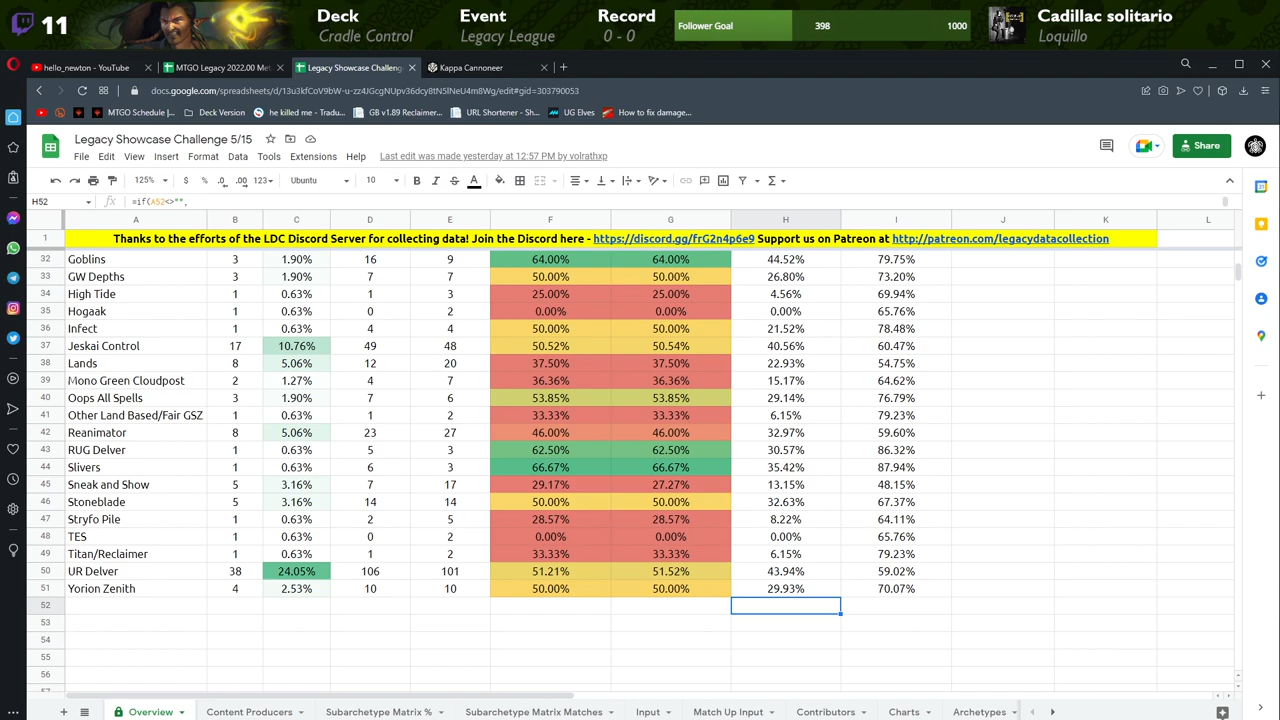 11
Deck
Cradle Control
Event
Legacy League
Record
0 - 0
Follower Goal 398 1000
Cadillac solitario
Loquillo
hello_newton - YouTube
MTGO Legacy 2022.00 Met
Legacy Showcase Challeng
Kappa Cannoneer
docs.google.com/spreadsheets/d/13u3kfCoV9bW-u-zz4JGcgNUpv36dcy8tN5lNeU4m8Wg/edit#gid=303790053
MTGO Schedule |... Deck Version he killed me - Tradu... GB v1.89 Reclaimer... URL Shortener - Sh... UG Elves How to fix damage...
Legacy Showcase Challenge 5/15
File Edit View Insert Format Data Tools Extensions Help Last edit was made yesterday at 12:57 PM by volrathxp
Share
125% $ % .0 .00 123 Ubuntu 10 B I S A
H52 fx =if(A52<>"",
A B C D E F G H I J K L
1 Thanks to the efforts of the LDC Discord Server for collecting data! Join the Discord here - https://discord.gg/frG2n4p6e9 Support us on Patreon at http://patreon.com/legacydatacollection
32 Goblins 3 1.90% 16 9 64.00% 64.00% 44.52% 79.75%
33 GW Depths 3 1.90% 7 7 50.00% 50.00% 26.80% 73.20%
34 High Tide 1 0.63% 1 3 25.00% 25.00% 4.56% 69.94%
35 Hogaak 1 0.63% 0 2 0.00% 0.00% 0.00% 65.76%
36 Infect 1 0.63% 4 4 50.00% 50.00% 21.52% 78.48%
37 Jeskai Control 17 10.76% 49 48 50.52% 50.54% 40.56% 60.47%
38 Lands 8 5.06% 12 20 37.50% 37.50% 22.93% 54.75%
39 Mono Green Cloudpost 2 1.27% 4 7 36.36% 36.36% 15.17% 64.62%
40 Oops All Spells 3 1.90% 7 6 53.85% 53.85% 29.14% 76.79%
41 Other Land Based/Fair GSZ 1 0.63% 1 2 33.33% 33.33% 6.15% 79.23%
42 Reanimator 8 5.06% 23 27 46.00% 46.00% 32.97% 59.60%
43 RUG Delver 1 0.63% 5 3 62.50% 62.50% 30.57% 86.32%
44 Slivers 1 0.63% 6 3 66.67% 66.67% 35.42% 87.94%
45 Sneak and Show 5 3.16% 7 17 29.17% 27.27% 13.15% 48.15%
46 Stoneblade 5 3.16% 14 14 50.00% 50.00% 32.63% 67.37%
47 Stryfo Pile 1 0.63% 2 5 28.57% 28.57% 8.22% 64.11%
48 TES 1 0.63% 0 2 0.00% 0.00% 0.00% 65.76%
49 Titan/Reclaimer 1 0.63% 1 2 33.33% 33.33% 6.15% 79.23%
50 UR Delver 38 24.05% 106 101 51.21% 51.52% 43.94% 59.02%
51 Yorion Zenith 4 2.53% 10 10 50.00% 50.00% 29.93% 70.07%
52
53
54
55
56
57
Overview Content Producers Subarchetype Matrix % Subarchetype Matrix Matches Input Match Up Input Contributors Charts Archetypes